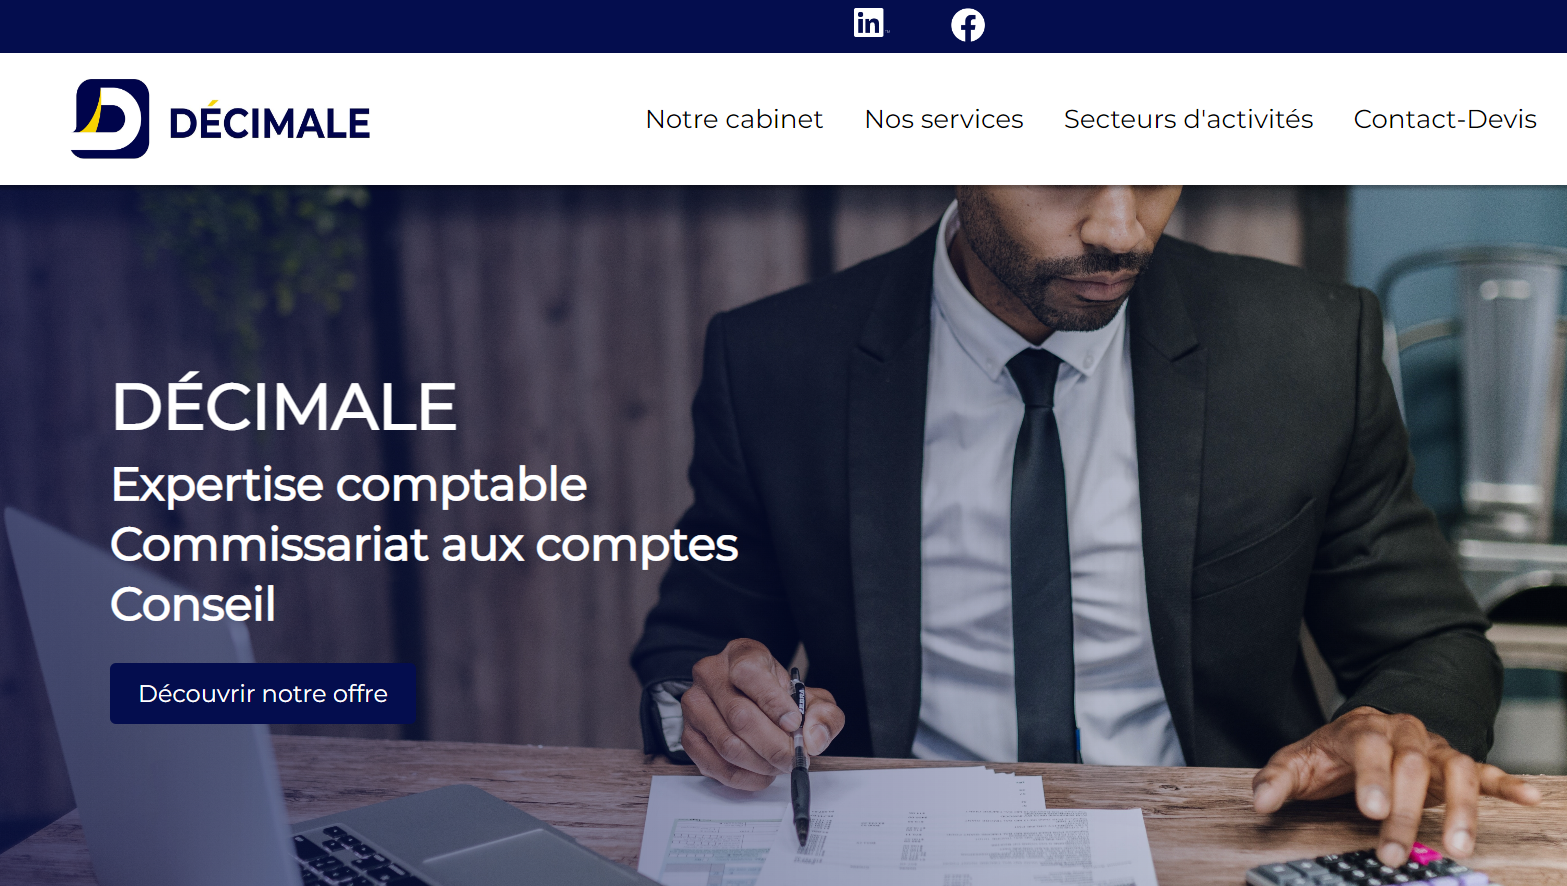 in
DÉCIMALE
Notre cabinet Nos services Secteurs d'activités Contact-Devis
DÉCIMALE
Expertise comptable
Commissariat aux comptes
Conseil
Découvrir notre offre